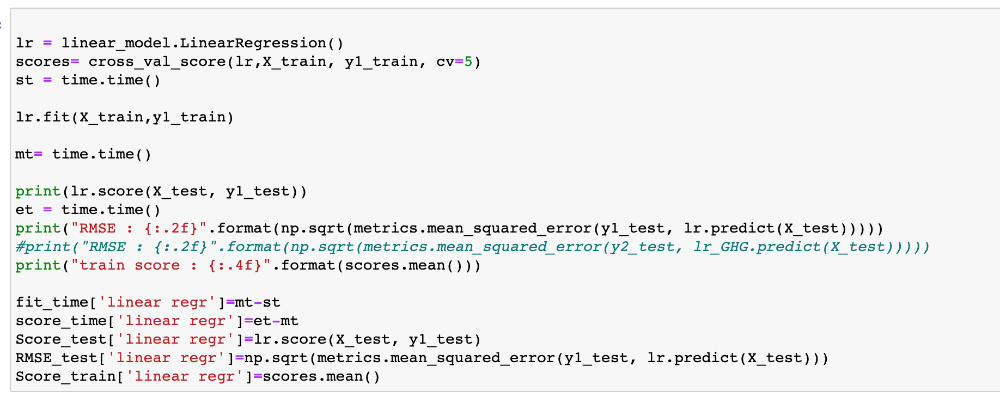 lr = linear_model.LinearRegression()
scores= cross_val_score(lr,X_train, y1_train, cv=5)
st = time.time()
lr.fit(X_train,y1_train)
mt= time.time()
print(lr.score(X_test, y1_test))
et = time.time()
print("RMSE : {:.2f}".format(np.sqrt(metrics.mean_squared_error(y1_test, lr.predict(X_test)))))
#print("RMSE : {:.2f}".format(np.sqrt(metrics.mean_squared_error(y2_test, lr_GHG.predict(X_test)))))
print("train score : {:.4f}".format(scores.mean()))
fit_time['linear regr']=mt-st
score_time['linear regr']=et-mt
Score_test['linear regr']=lr.score(X_test, y1_test)
RMSE_test['linear regr']=np.sqrt(metrics.mean_squared_error(y1_test, lr.predict(X_test)))
Score_train['linear regr']=scores.mean()